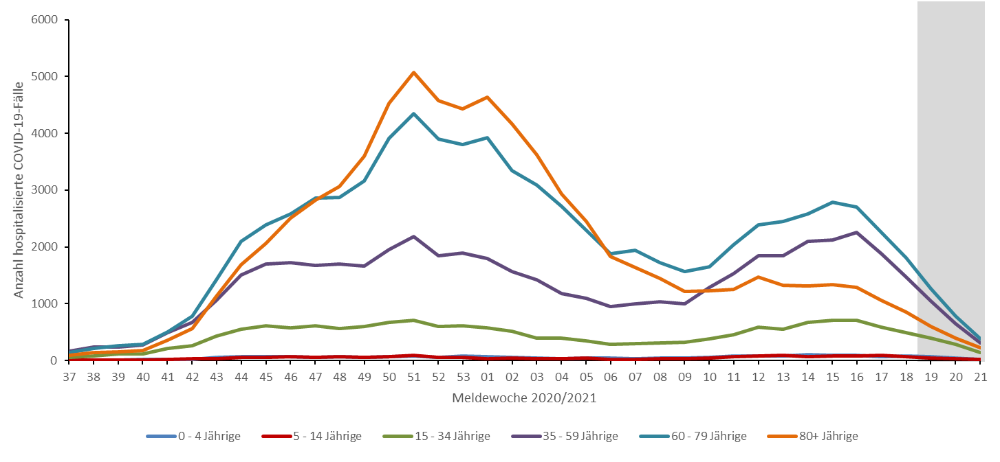 6000
5000
4000
3000
2000
1000
0
Anzahl hospitalisierte COVID-19-Fälle
37 38 39 40 41 42 43 44 45 46 47 48 49 50 51 52 53 01 02 03 04 05 06 07 08 09 10 11 12 13 14 15 16 17 18 19 20 21
Meldewoche 2020/2021
0 - 4 Jährige 5 - 14 Jährige 15 - 34 Jährige 35 - 59 Jährige 60 - 79 Jährige 80+ Jährige